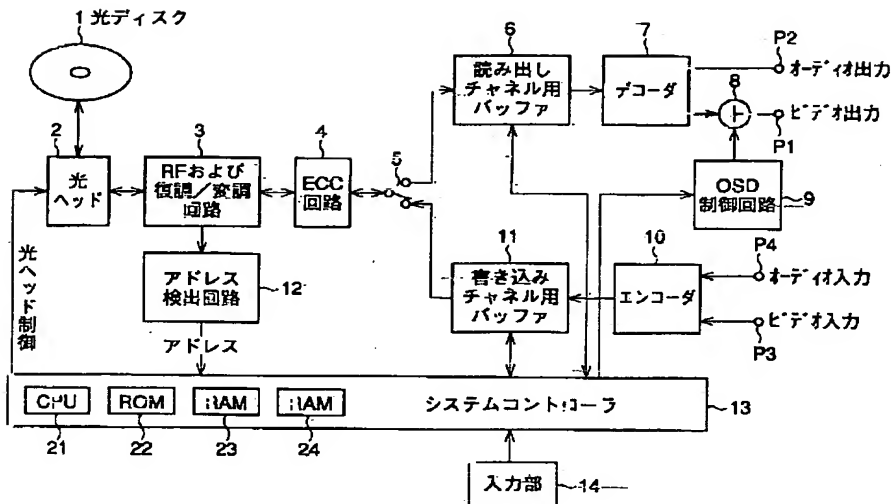 1 光ディスク
2
光
ヘッド
3
RFおよび
復調／変調
回路
4
ECC
回路
5
6
読み出し
チャネル用
バッファ
7
デコーダ
P2
オーディオ出力
8
ビデオ出力
P1
OSD
制御回路
9
光ヘッド制御
アドレス
検出回路
12
アドレス
11
書き込み
チャネル用
バッファ
10
エンコーダ
P4
オーディオ入力
ビデオ入力
P3
CPU
ROM
RAM
RAM
システムコントローラ
13
21
22
23
24
入力部
14